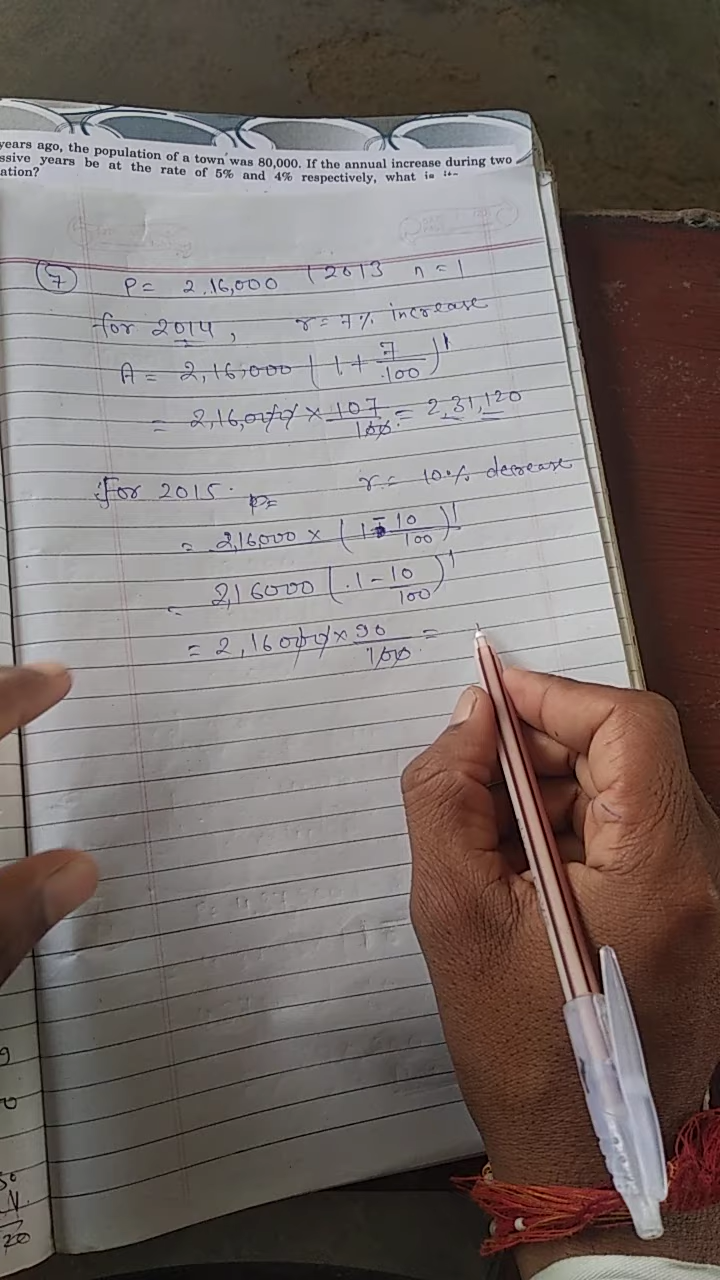 years ago, the population of a town was 80,000. If the annual increase during two
ssive years be at the rate of 5% and 4% respectively, what is
ation?
7 P = 2,16,000 ( 2013 n = 1
for 2014, r = 7% increase
A = 2,16,000 ( 1 + 7/100 )^1
= 2,16,000 × 107/100 = 2,31,120
for 2015. P= r = 10% decrease
= 2,16,000 × ( 1 - 10/100 )^1
= 2,16000 ( 1 - 10/100 )^1
= 2,16000 × 90/100 =